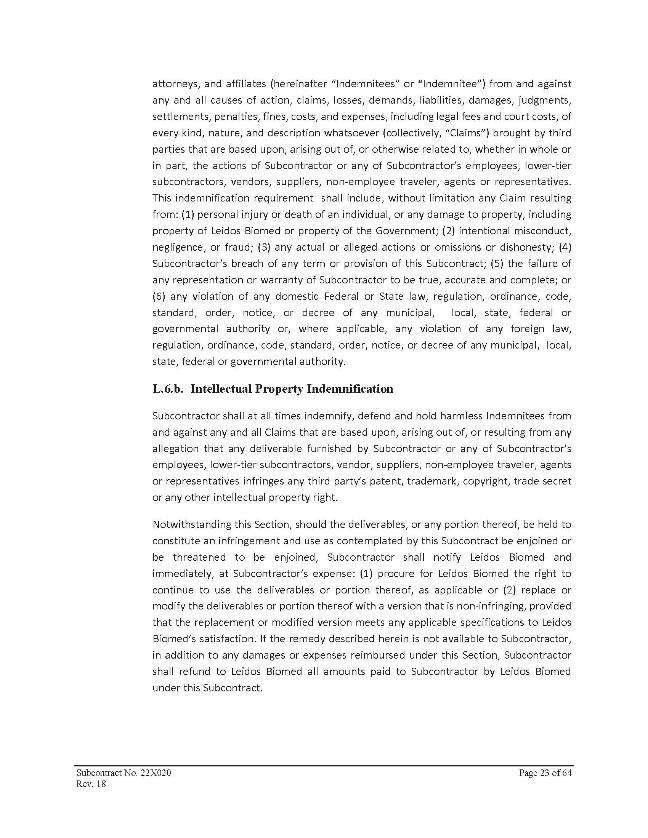 attorneys, and affiliates (hereinafter “Indemnitees” or “Indemnitee”) from and against
any and all causes of action, claims, losses, demands, liabilities, damages, judgments,
settlements, penalties, fines, costs, and expenses, including legal fees and court costs, of
every kind, nature, and description whatsoever (collectively, “Claims”) brought by third
parties that are based upon, arising out of, or otherwise related to, whether in whole or
in part, the actions of Subcontractor or any of Subcontractor’s employees, lower-tier
subcontractors, vendors, suppliers, non-employee traveler, agents or representatives.
This indemnification requirement shall include, without limitation any Claim resulting
from: (1) personal injury or death of an individual, or any damage to property, including
property of Leidos Biomed or property of the Government; (2) intentional misconduct,
negligence, or fraud; (3) any actual or alleged actions or omissions or dishonesty; (4)
Subcontractor’s breach of any term or provision of this Subcontract; (5) the failure of
any representation or warranty of Subcontractor to be true, accurate and complete; or
(6) any violation of any domestic Federal or State law, regulation, ordinance, code,
standard, order, notice, or decree of any municipal, local, state, federal or
governmental authority or, where applicable, any violation of any foreign law,
regulation, ordinance, code, standard, order, notice, or decree of any municipal, local,
state, federal or governmental authority.
L.6.b. Intellectual Property Indemnification
Subcontractor shall at all times indemnify, defend and hold harmless Indemnitees from
and against any and all Claims that are based upon, arising out of, or resulting from any
allegation that any deliverable furnished by Subcontractor or any of Subcontractor’s
employees, lower-tier subcontractors, vendor, suppliers, non-employee traveler, agents
or representatives infringes any third party’s patent, trademark, copyright, trade secret
or any other intellectual property right.
Notwithstanding this Section, should the deliverables, or any portion thereof, be held to
constitute an infringement and use as contemplated by this Subcontract be enjoined or
be threatened to be enjoined, Subcontractor shall notify Leidos Biomed and
immediately, at Subcontractor’s expense: (1) procure for Leidos Biomed the right to
continue to use the deliverables or portion thereof, as applicable or (2) replace or
modify the deliverables or portion thereof with a version that is non-infringing, provided
that the replacement or modified version meets any applicable specifications to Leidos
Biomed’s satisfaction. If the remedy described herein is not available to Subcontractor,
in addition to any damages or expenses reimbursed under this Section, Subcontractor
shall refund to Leidos Biomed all amounts paid to Subcontractor by Leidos Biomed
under this Subcontract.
Subcontract No. 22X020
Page 23 of 64
Rev. 18